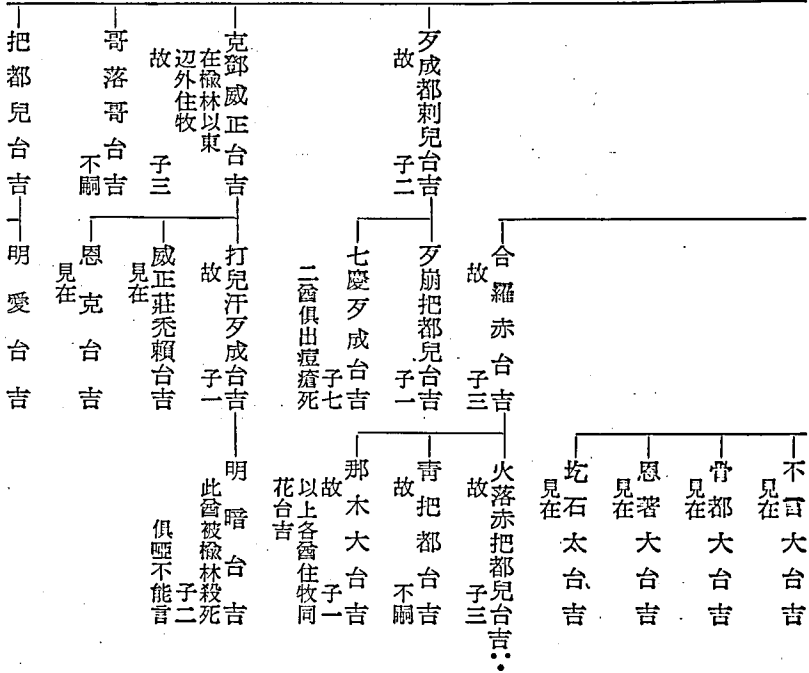 歹成都剌兒台吉
故　子二
克鄧威正台吉
在楡林以東
辺外住牧
故　子三
哥落哥台吉
不嗣
把都兒台吉
合羅赤台吉
故　子三
歹崩把都兒台吉
子一
七慶歹成台吉
子七
二酋俱出痘瘡死
打兒汗歹成台吉
故　子一
威正莊禿賴台吉
見在
恩克台吉
見在
明愛台吉
不言大台吉
見在
骨都大台吉
見在
恩著大台吉
見在
圪石太台吉
見在
火落赤把都兒台吉
故　子三
靑把都台吉
故　不嗣
那木大台吉
故　子一
以上各酋住牧同
花台吉
明暗台吉
子二
此酋被楡林殺死
俱啞不能言